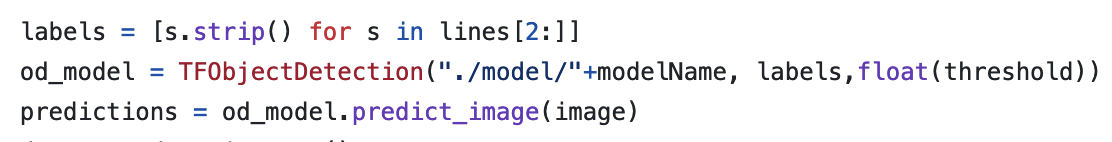 labels = [s.strip() for s in lines[2:]]
od_model = TFObjectDetection("./model/"+modelName, labels,float(threshold))
predictions = od_model.predict_image(image)